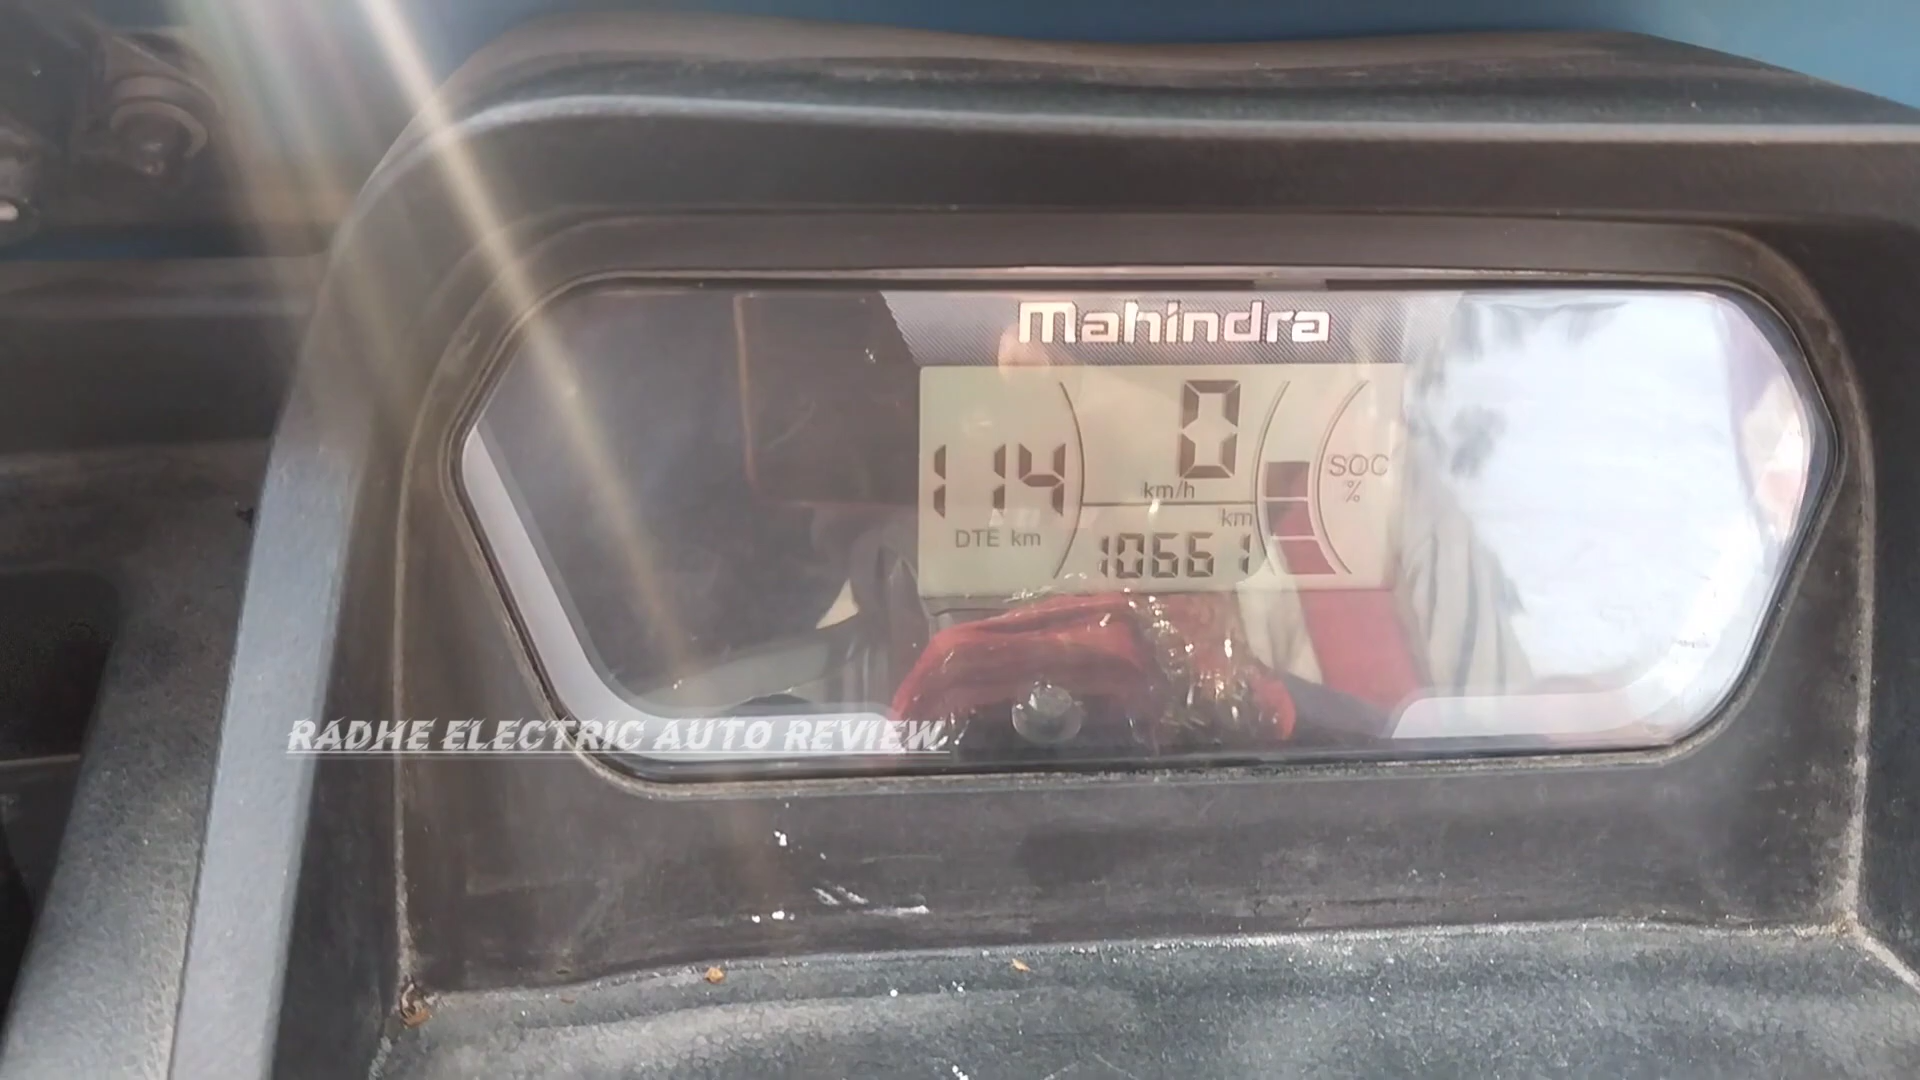 Mahindra
0
km/h
114
DTE km
SOC
%
km
10661
RADHE ELECTRIC AUTO REVIEW